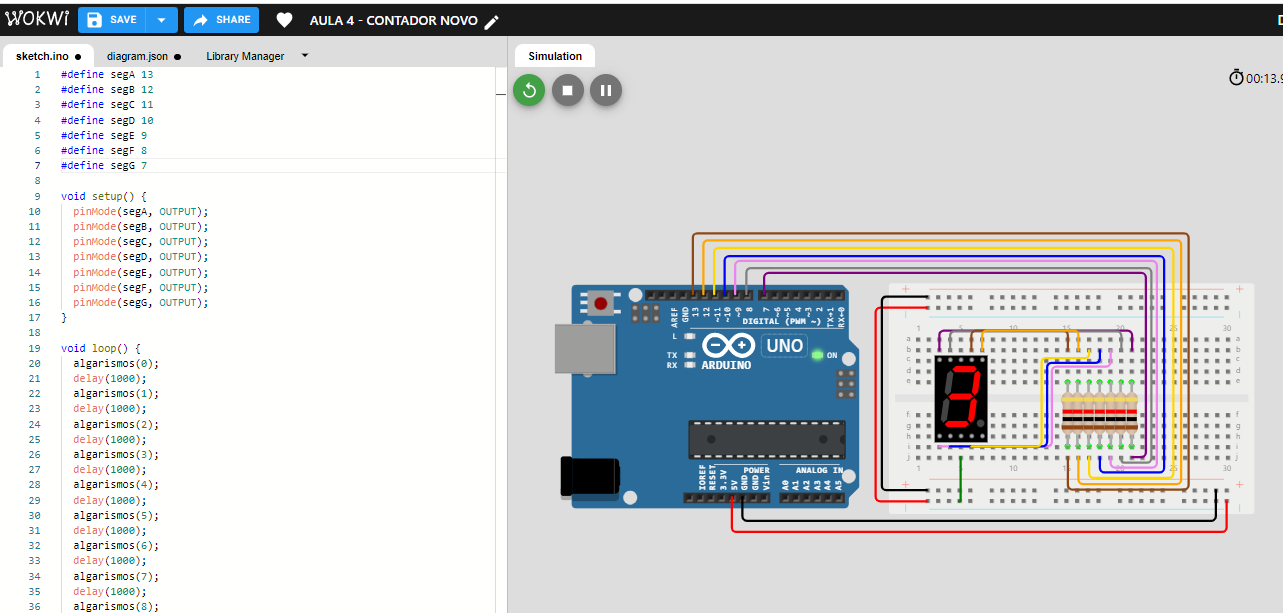 WOKWi SAVE SHARE AULA 4 - CONTADOR NOVO
sketch.ino diagram.json Library Manager
Simulation
00:13.9
1 #define segA 13
2 #define segB 12
3 #define segC 11
4 #define segD 10
5 #define segE 9
6 #define segF 8
7 #define segG 7
8
9 void setup() {
10 pinMode(segA, OUTPUT);
11 pinMode(segB, OUTPUT);
12 pinMode(segC, OUTPUT);
13 pinMode(segD, OUTPUT);
14 pinMode(segE, OUTPUT);
15 pinMode(segF, OUTPUT);
16 pinMode(segG, OUTPUT);
17 }
18
19 void loop() {
20 algarismos(0);
21 delay(1000);
22 algarismos(1);
23 delay(1000);
24 algarismos(2);
25 delay(1000);
26 algarismos(3);
27 delay(1000);
28 algarismos(4);
29 delay(1000);
30 algarismos(5);
31 delay(1000);
32 algarismos(6);
33 delay(1000);
34 algarismos(7);
35 delay(1000);
36 algarismos(8);
AREF GND 13 12 ~11 ~10 ~9 8 7 ~6 ~5 4 ~3 2 TX→1 RX←0
DIGITAL (PWM ~)
L
TX
RX
UNO
ON
ARDUINO
POWER ANALOG IN
IOREF RESET 3.3V 5V GND GND Vin A0 A1 A2 A3 A4 A5
1 5 10 15 20 25 30
a a
b b
c c
d d
e e
3
f f
g g
h h
i i
j j
1 10 20 30